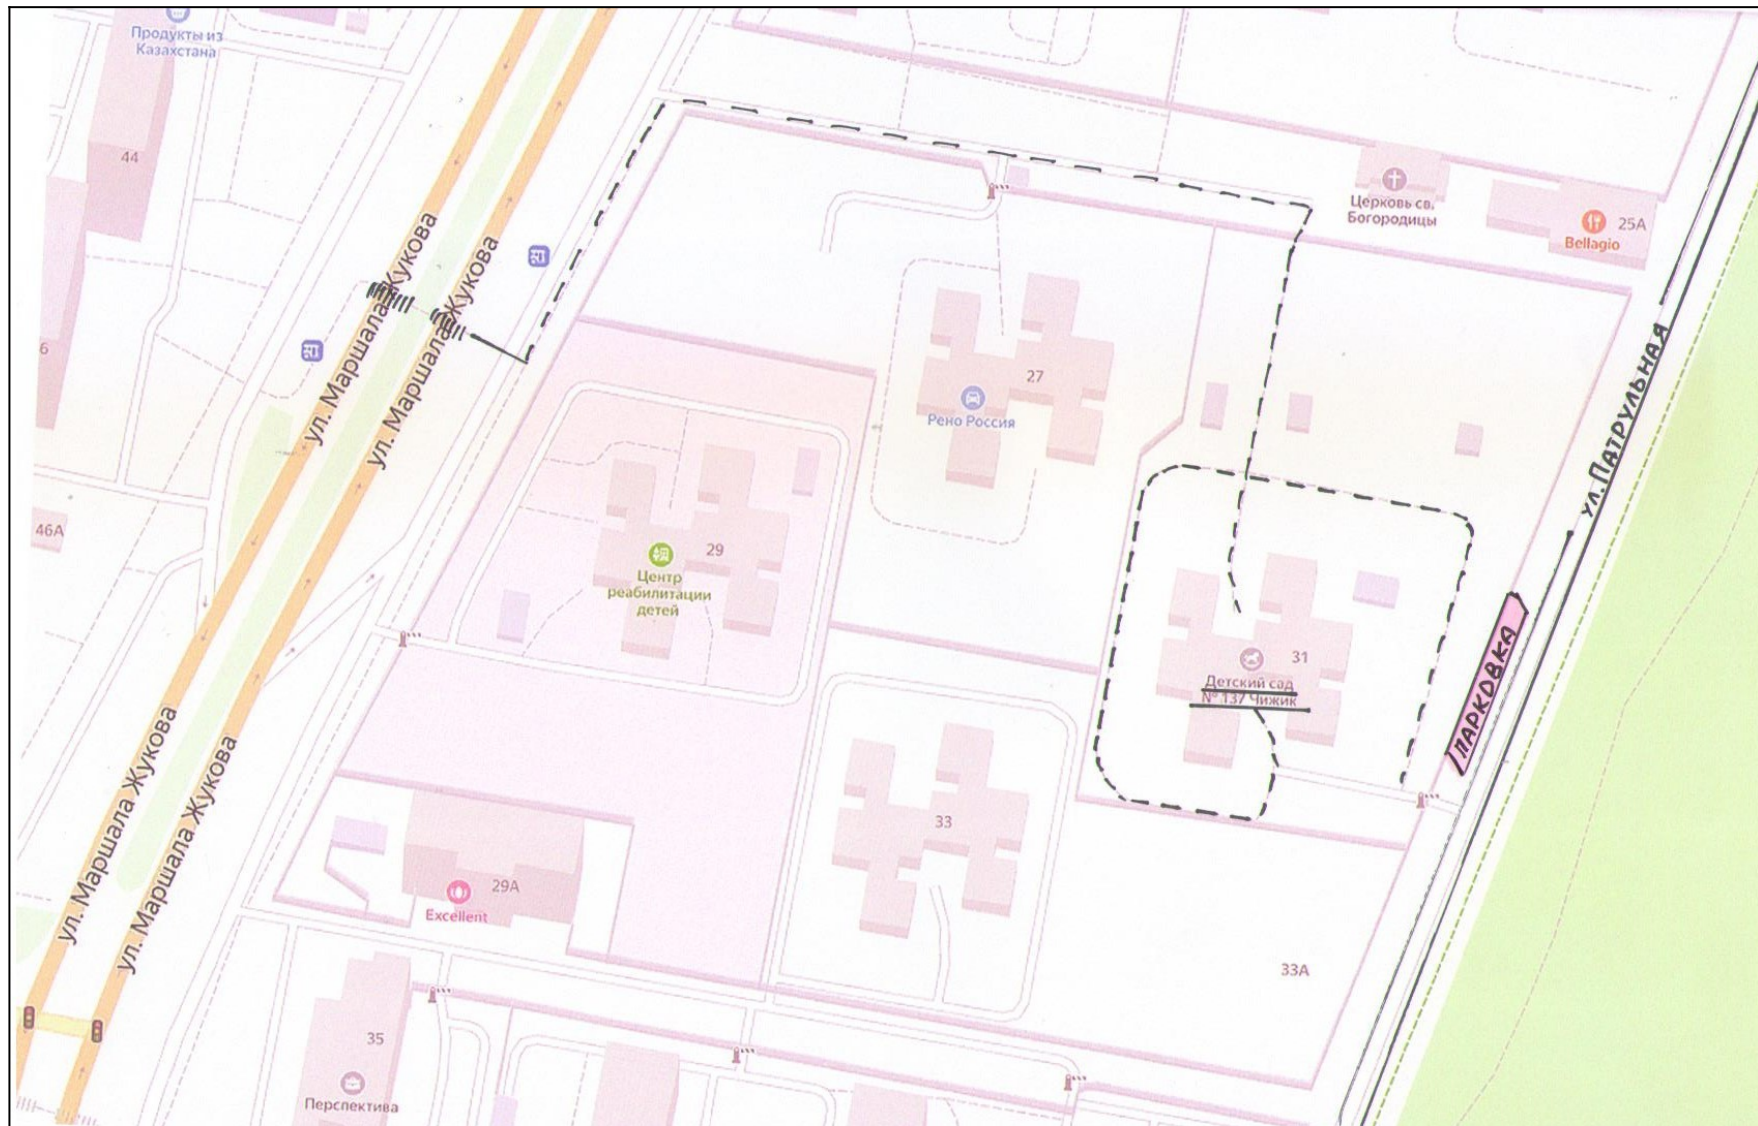 Продукты из
Казахстана
44
ул. Маршала Жукова
ул. Маршала Жукова
Церковь св.
Богородицы
25А
Bellagio
6
27
Рено Россия
ул. ПАТРУЛЬНАЯ
46А
29
Центр
реабилитации
детей
31
Детский сад
№ 137 Чижик
ПАРКОВКА
ул. Маршала Жукова
ул. Маршала Жукова
33
29А
Excellent
33А
35
Перспектива